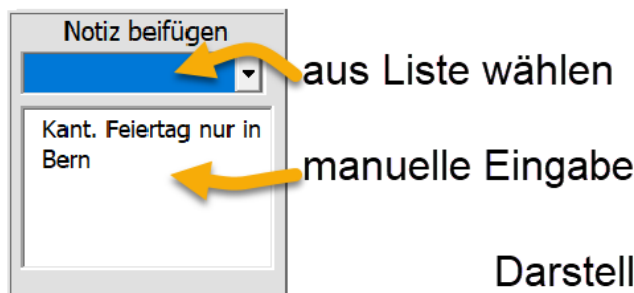 Notiz beifügen
aus Liste wählen
Kant. Feiertag nur in
Bern
manuelle Eingabe
Darstell